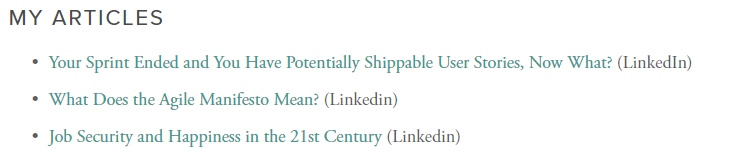 MY ARTICLES
• Your Sprint Ended and You Have Potentially Shippable User Stories, Now What? (LinkedIn)
• What Does the Agile Manifesto Mean? (Linkedin)
• Job Security and Happiness in the 21st Century (Linkedin)